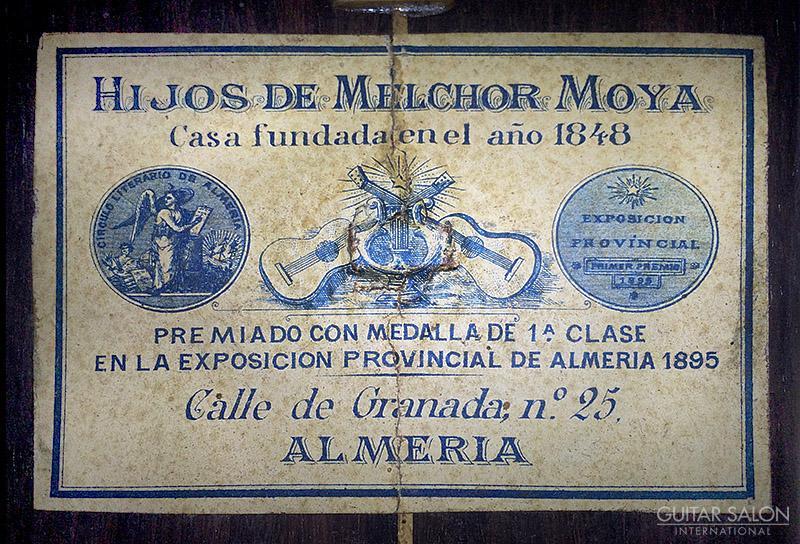 HIJOS DE MELCHOR MOYA
Casa fundada en el año 1848
CIRCULO LITERARIO DE ALMERIA
EXPOSICION
PROVINCIAL
PRIMER PREMIO
1895
PREMIADO CON MEDALLA DE 1ª CLASE
EN LA EXPOSICION PROVINCIAL DE ALMERIA 1895
Calle de Granada, n.º 25.
ALMERIA
GUITAR SALON
INTERNATIONAL